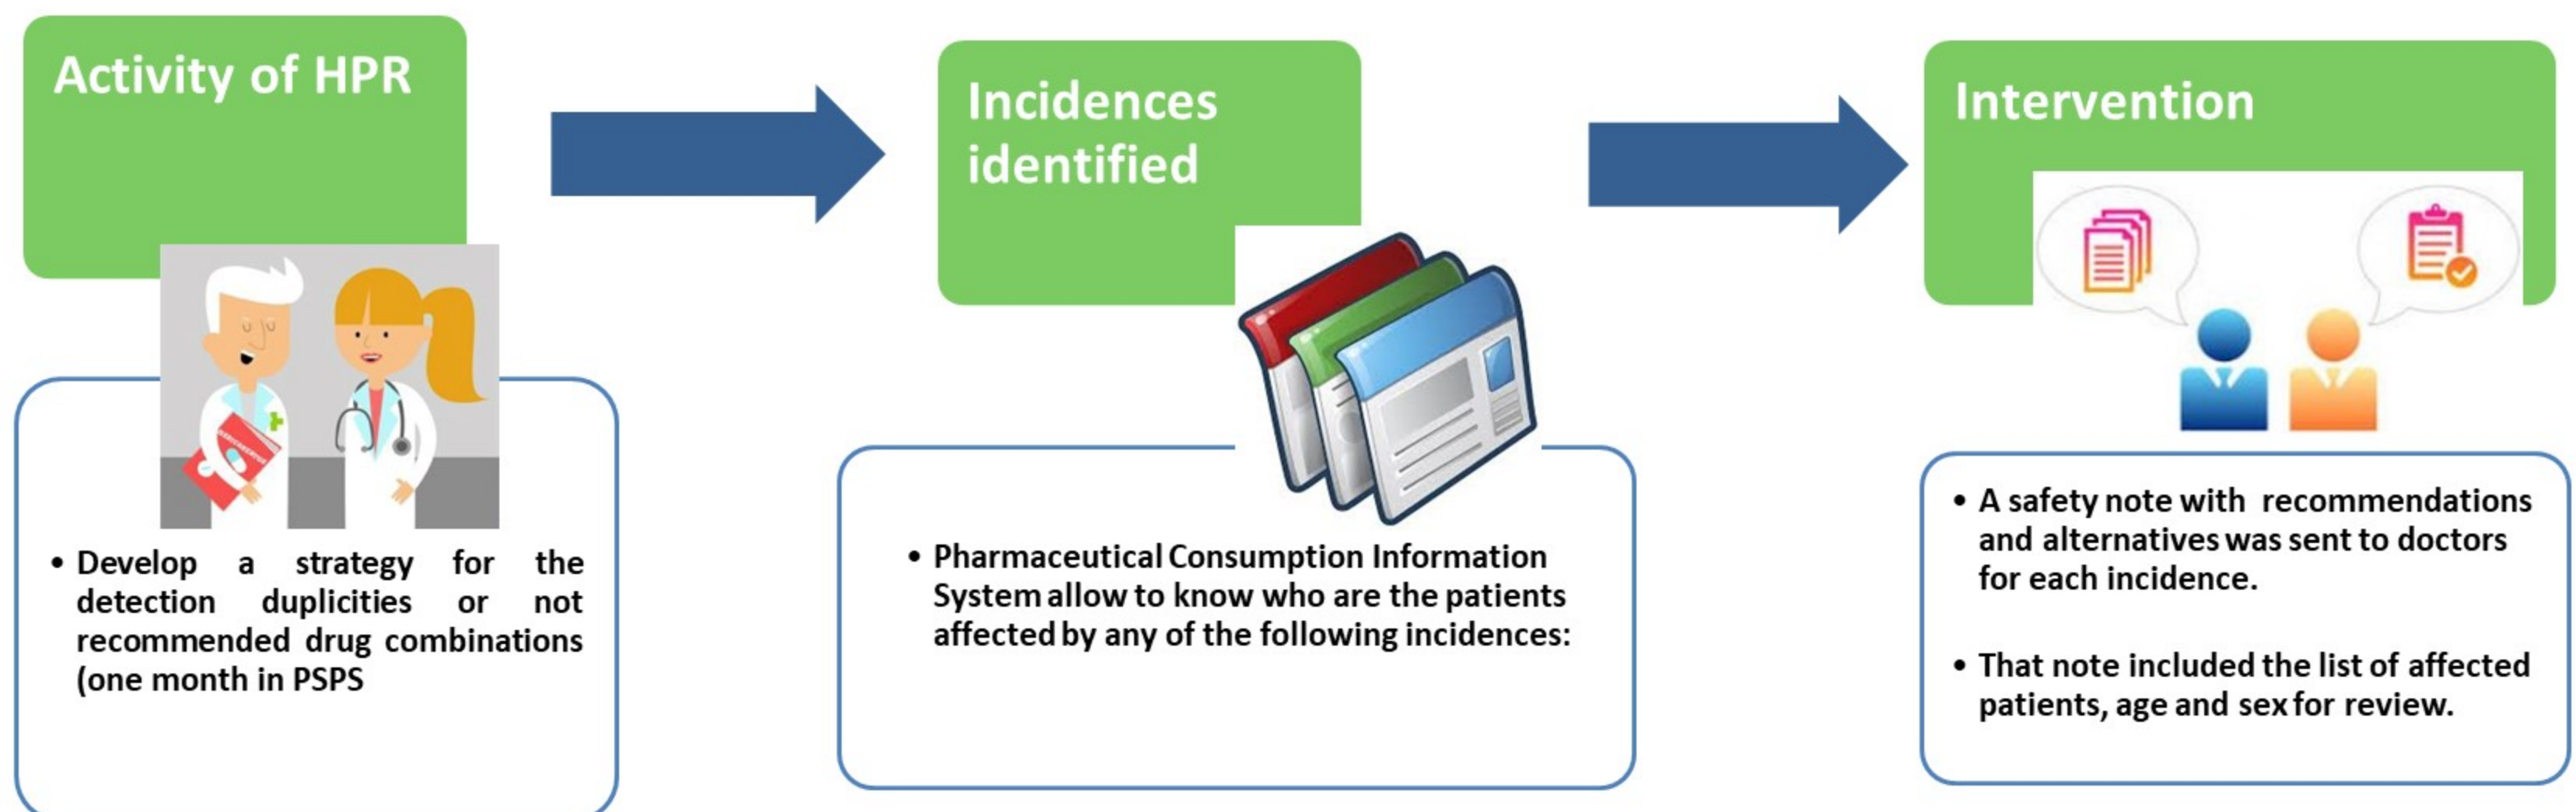 Activity of HPR
• Develop a strategy for the
detection duplicities or not
recommended drug combinations
(one month in PSPS
Incidences
identified
• Pharmaceutical Consumption Information
System allow to know who are the patients
affected by any of the following incidences:
Intervention
• A safety note with recommendations
and alternatives was sent to doctors
for each incidence.
• That note included the list of affected
patients, age and sex for review.